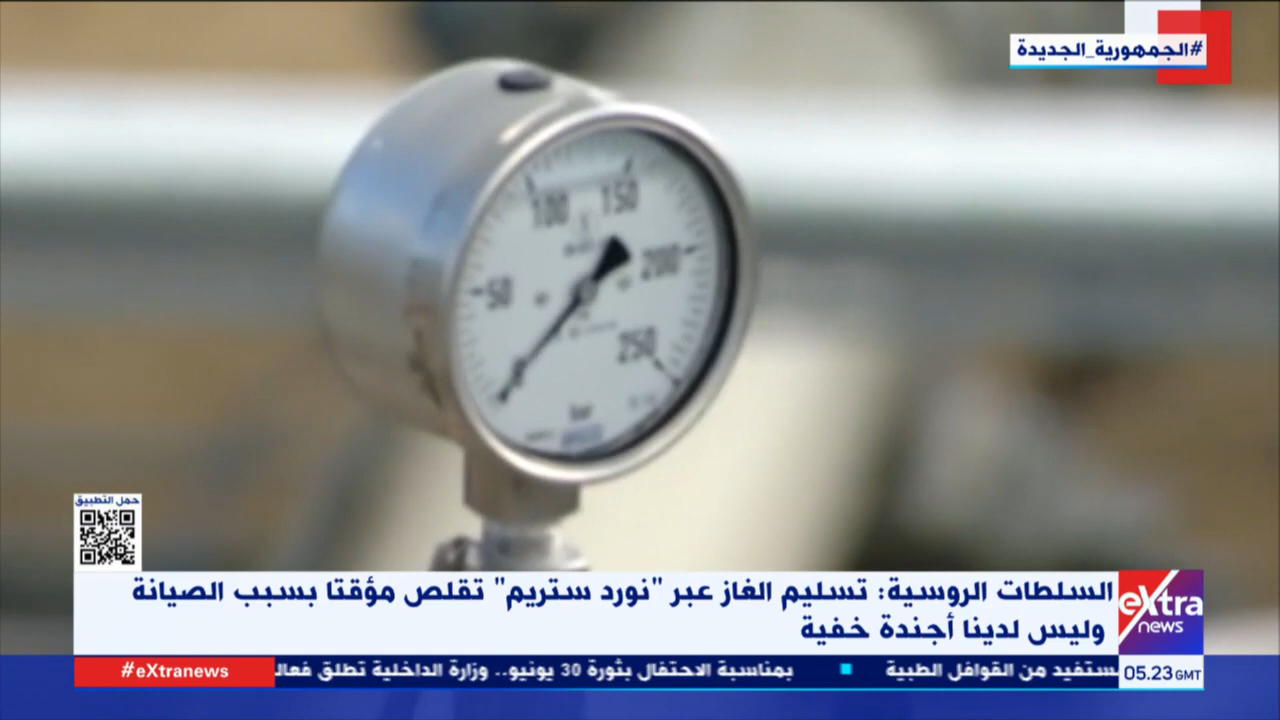 #الجمهورية_الجديدة
100 150
50 200
250
bar
حمل التطبيق
السلطات الروسية: تسليم الغاز عبر "نورد ستريم" تقلص مؤقتا بسبب الصيانة
وليس لدينا أجندة خفية
eXtra
news
#eXtranews
مستفيد من القوافل الطبية ■ بمناسبة الاحتفال بثورة 30 يونيو.. وزارة الداخلية تطلق
05.23 GMT